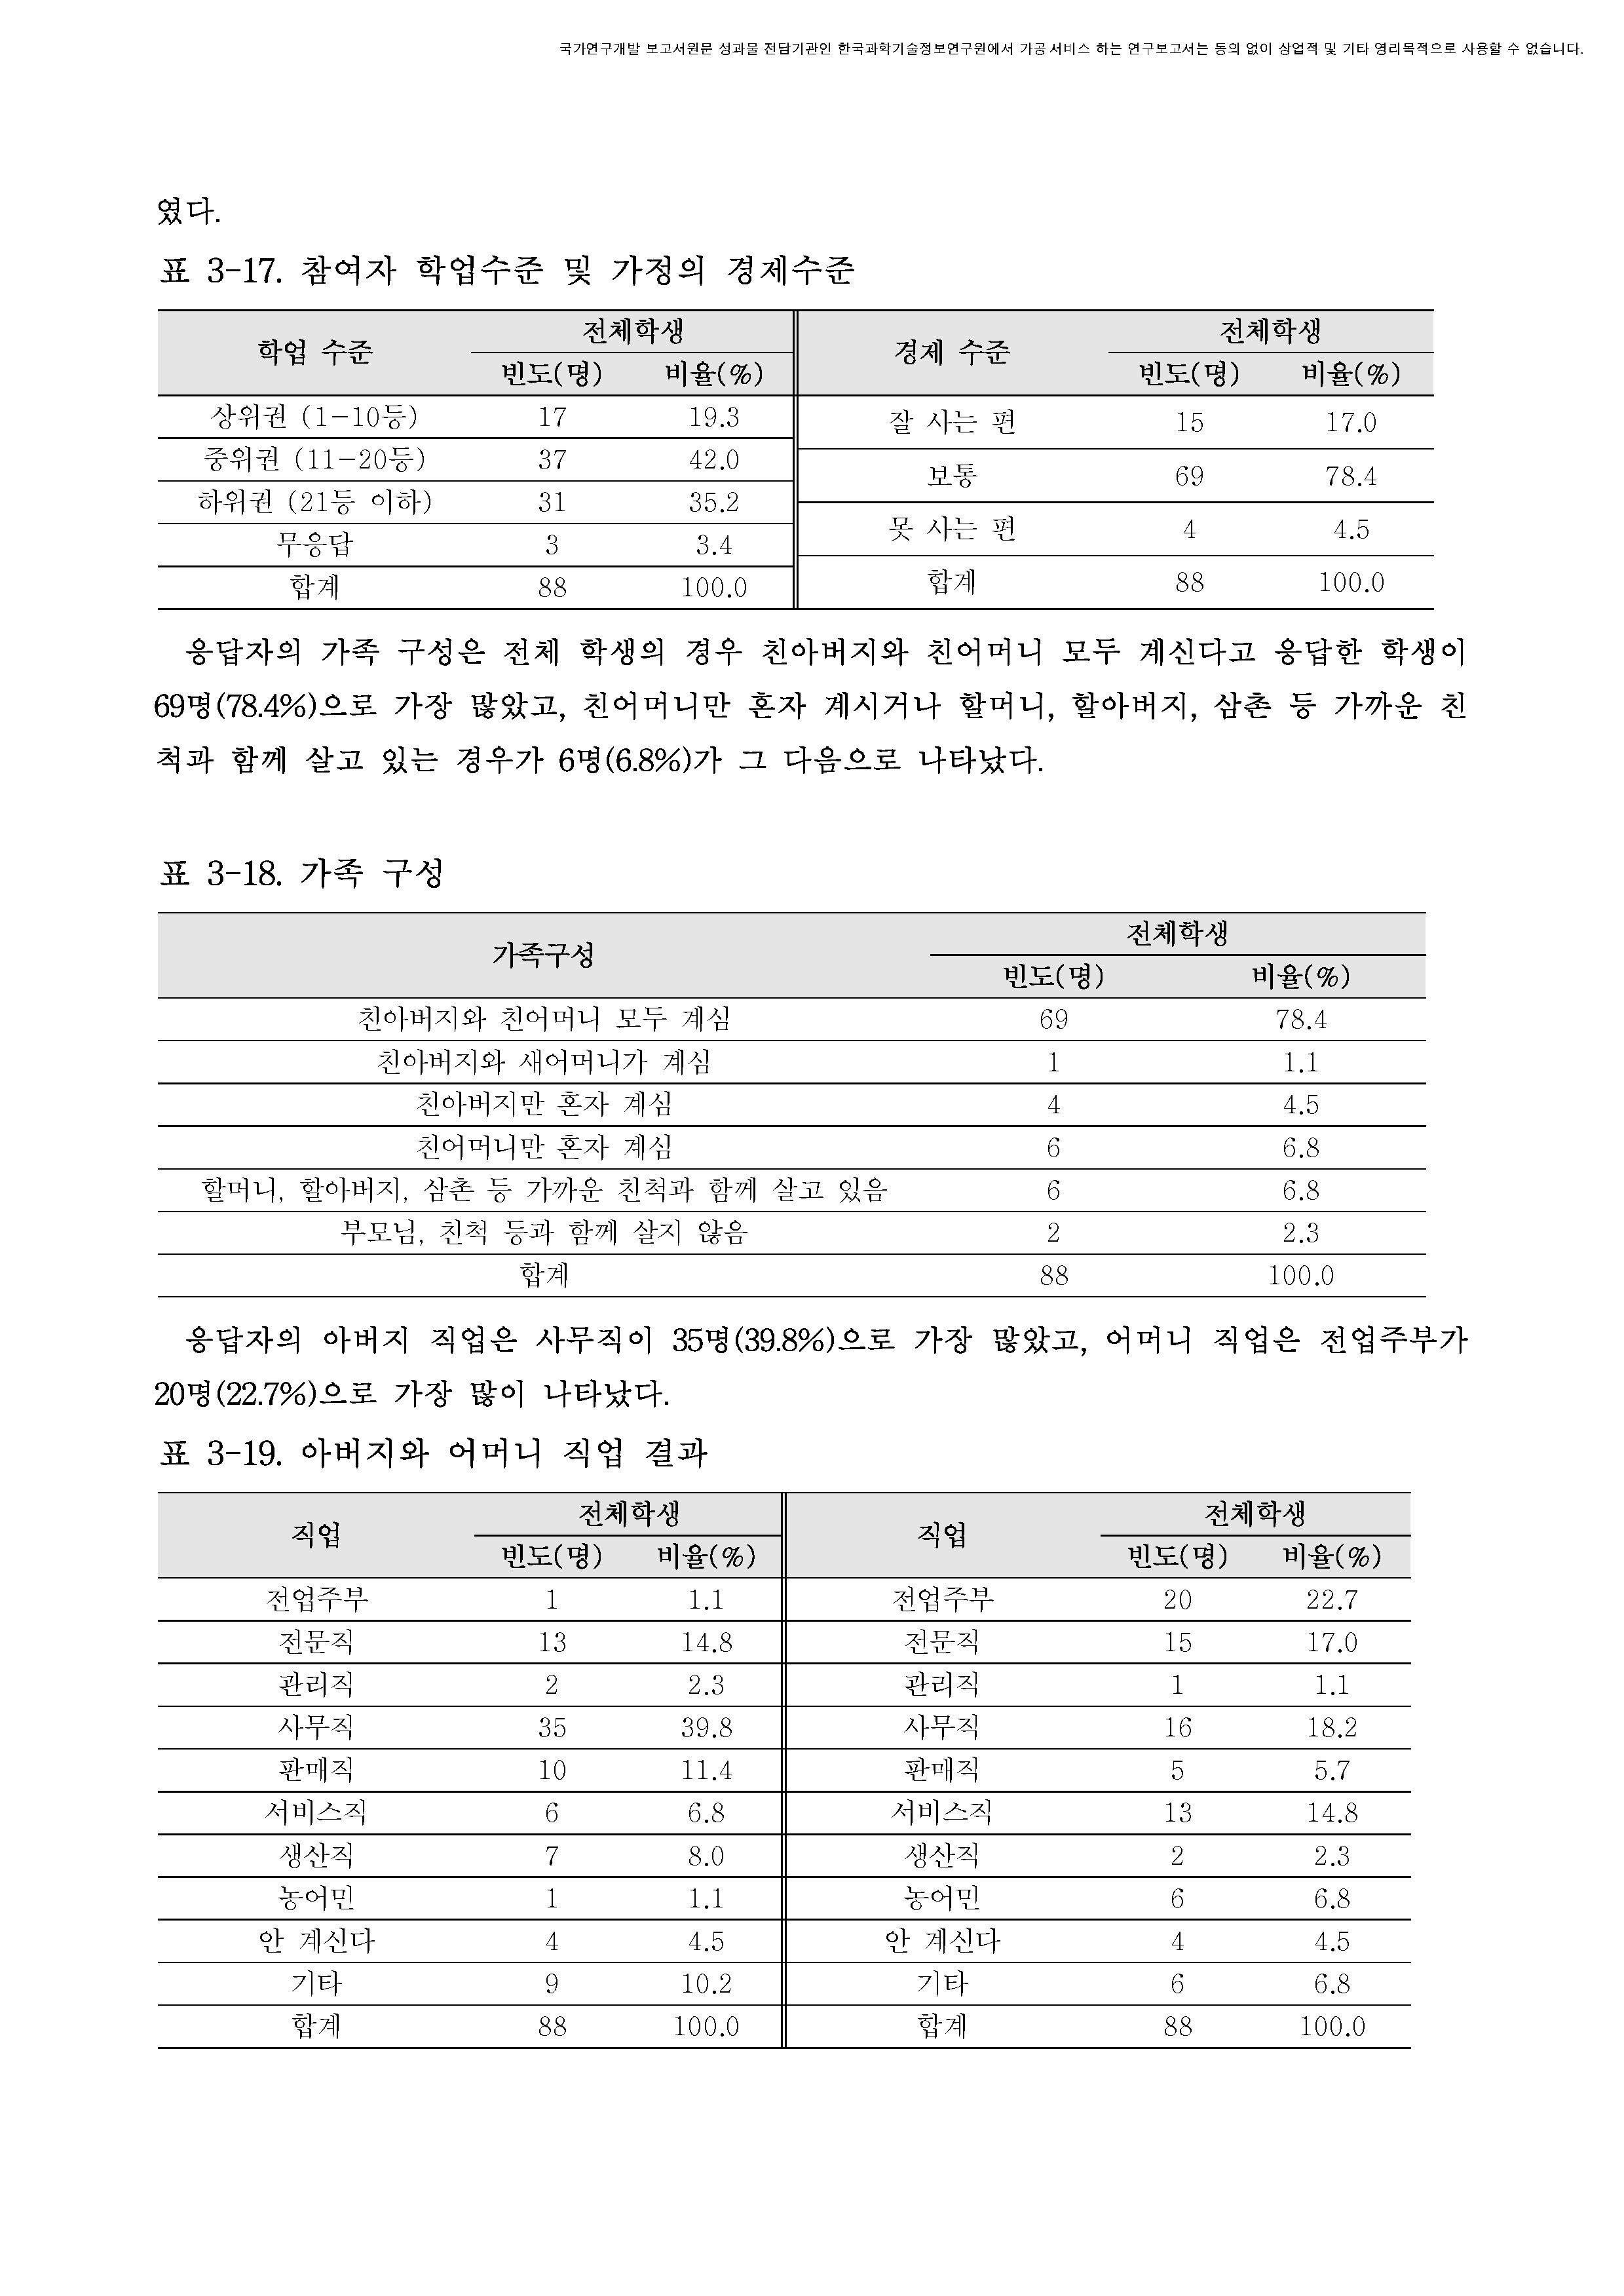 국가연구개발 보고서원문 성과물 전담기관인 한국과학기술정보연구원에서 가공·서비스 하는 연구보고서는 동의 없이 상업적 및 기타 영리목적으로 사용할 수 없습니다.
였다.
표 3-17. 참여자 학업수준 및 가정의 경제수준
학업 수준 전체학생 경제 수준 전체학생
빈도(명) 비율(%) 빈도(명) 비율(%)
상위권 (1-10등) 17 19.3
중위권 (11-20등) 37 42.0
하위권 (21등 이하) 31 35.2
무응답 3 3.4
합계 88 100.0
잘 사는 편 15 17.0
보통 69 78.4
못 사는 편 4 4.5
합계 88 100.0
응답자의 가족 구성은 전체 학생의 경우 친아버지와 친어머니 모두 계신다고 응답한 학생이
69명(78.4%)으로 가장 많았고, 친어머니만 혼자 계시거나 할머니, 할아버지, 삼촌 등 가까운 친
척과 함께 살고 있는 경우가 6명(6.8%)가 그 다음으로 나타났다.
표 3-18. 가족 구성
가족구성 전체학생
빈도(명) 비율(%)
친아버지와 친어머니 모두 계심 69 78.4
친아버지와 새어머니가 계심 1 1.1
친아버지만 혼자 계심 4 4.5
친어머니만 혼자 계심 6 6.8
할머니, 할아버지, 삼촌 등 가까운 친척과 함께 살고 있음 6 6.8
부모님, 친척 등과 함께 살지 않음 2 2.3
합계 88 100.0
응답자의 아버지 직업은 사무직이 35명(39.8%)으로 가장 많았고, 어머니 직업은 전업주부가
20명(22.7%)으로 가장 많이 나타났다.
표 3-19. 아버지와 어머니 직업 결과
직업 전체학생 직업 전체학생
빈도(명) 비율(%) 빈도(명) 비율(%)
전업주부 1 1.1 전업주부 20 22.7
전문직 13 14.8 전문직 15 17.0
관리직 2 2.3 관리직 1 1.1
사무직 35 39.8 사무직 16 18.2
판매직 10 11.4 판매직 5 5.7
서비스직 6 6.8 서비스직 13 14.8
생산직 7 8.0 생산직 2 2.3
농어민 1 1.1 농어민 6 6.8
안 계신다 4 4.5 안 계신다 4 4.5
기타 9 10.2 기타 6 6.8
합계 88 100.0 합계 88 100.0